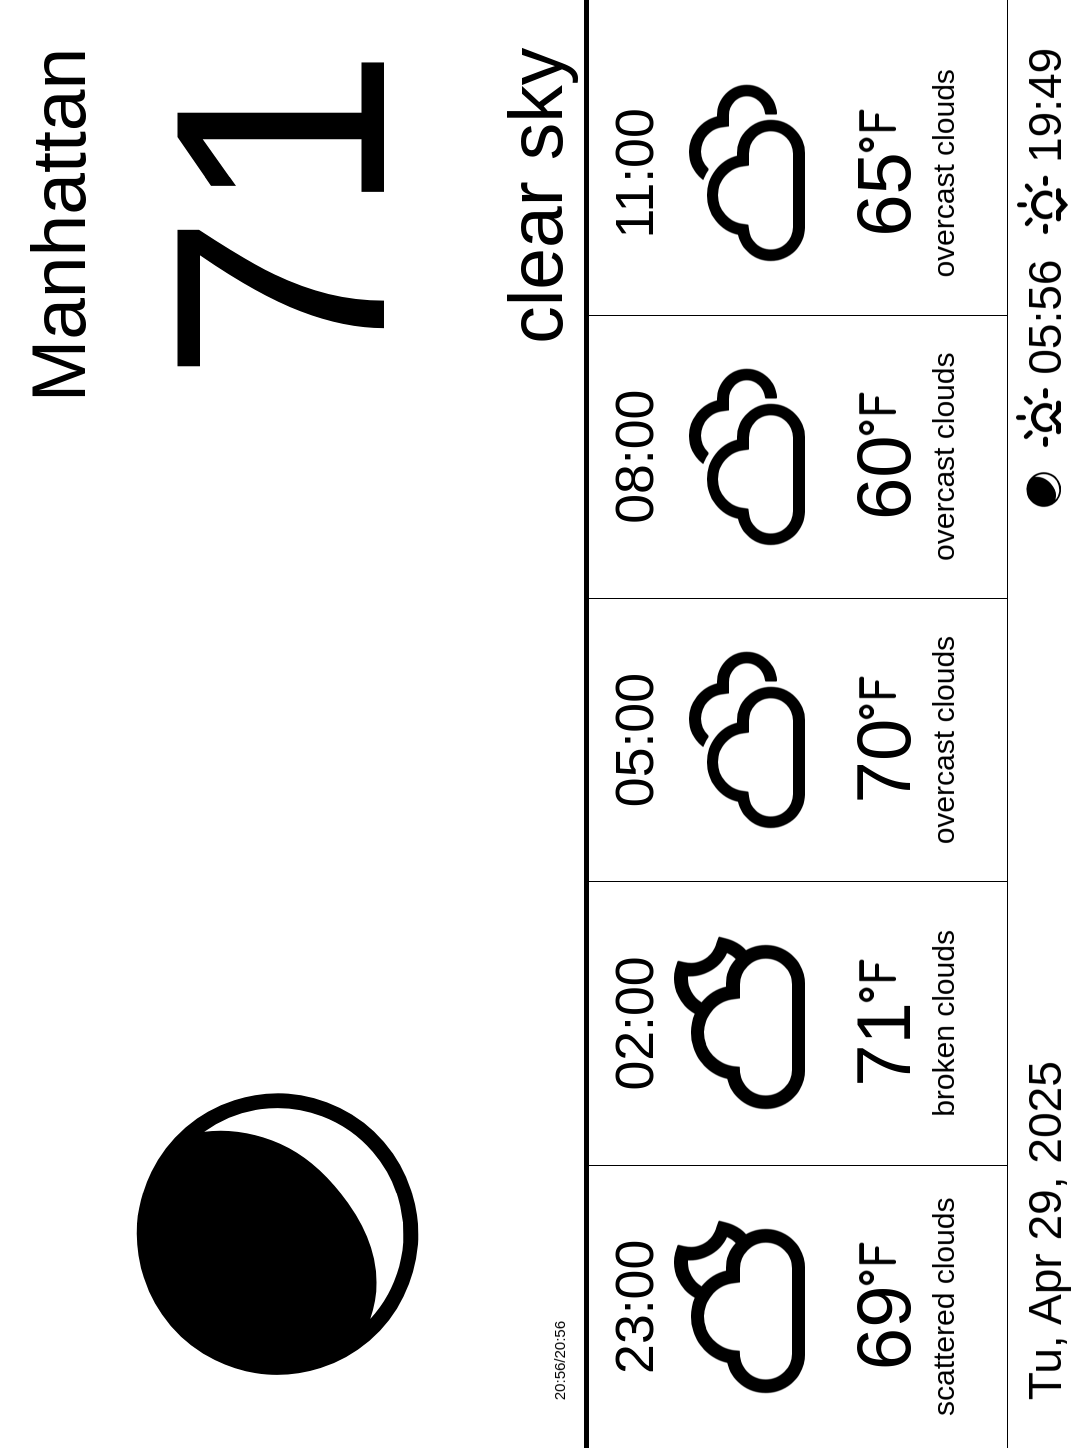 Manhattan
71
clear sky
20:56/20:56
23:00
69°F
scattered clouds
02:00
71°F
broken clouds
05:00
70°F
overcast clouds
08:00
60°F
overcast clouds
11:00
65°F
overcast clouds
Tu, Apr 29, 2025
05:56 19:49